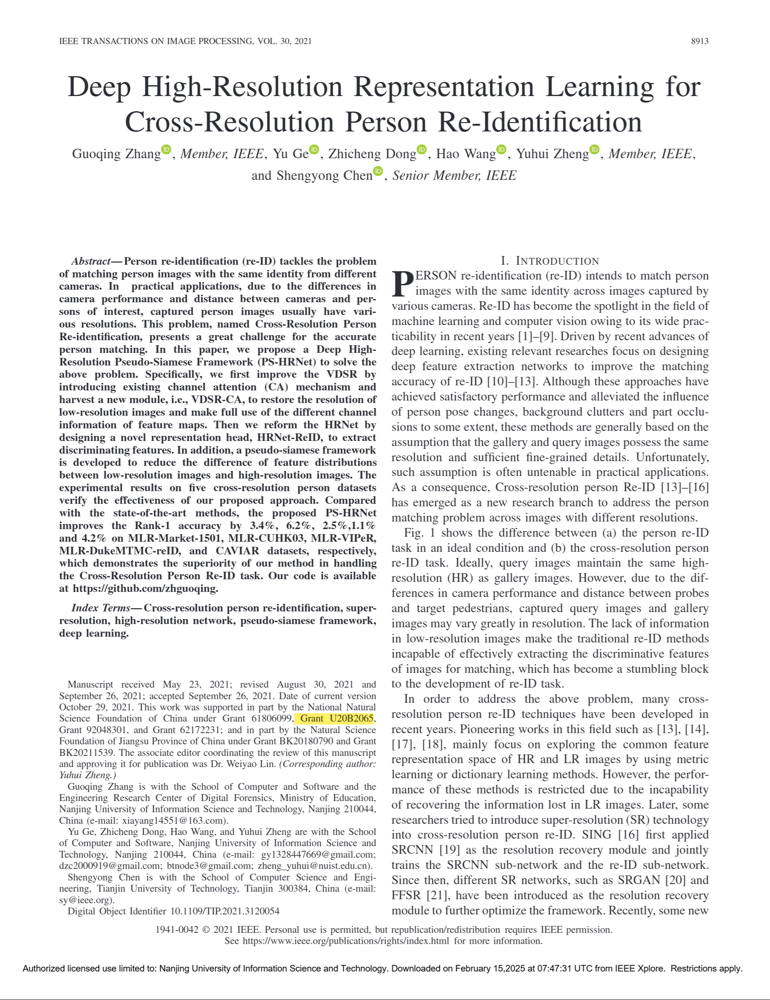 IEEE TRANSACTIONS ON IMAGE PROCESSING, VOL. 30, 2021
8913
Deep High-Resolution Representation Learning for
Cross-Resolution Person Re-Identification
Guoqing Zhang, Member, IEEE, Yu Ge, Zhicheng Dong, Hao Wang, Yuhui Zheng, Member, IEEE,
and Shengyong Chen, Senior Member, IEEE
Abstract—Person re-identification (re-ID) tackles the problem
of matching person images with the same identity from different
cameras. In practical applications, due to the differences in
camera performance and distance between cameras and per-
sons of interest, captured person images usually have vari-
ous resolutions. This problem, named Cross-Resolution Person
Re-identification, presents a great challenge for the accurate
person matching. In this paper, we propose a Deep High-
Resolution Pseudo-Siamese Framework (PS-HRNet) to solve the
above problem. Specifically, we first improve the VDSR by
introducing existing channel attention (CA) mechanism and
harvest a new module, i.e., VDSR-CA, to restore the resolution of
low-resolution images and make full use of the different channel
information of feature maps. Then we reform the HRNet by
designing a novel representation head, HRNet-ReID, to extract
discriminating features. In addition, a pseudo-siamese framework
is developed to reduce the difference of feature distributions
between low-resolution images and high-resolution images. The
experimental results on five cross-resolution person datasets
verify the effectiveness of our proposed approach. Compared
with the state-of-the-art methods, the proposed PS-HRNet
improves the Rank-1 accuracy by 3.4%, 6.2%, 2.5%,1.1%
and 4.2% on MLR-Market-1501, MLR-CUHK03, MLR-VIPeR,
MLR-DukeMTMC-reID, and CAVIAR datasets, respectively,
which demonstrates the superiority of our method in handling
the Cross-Resolution Person Re-ID task. Our code is available
at https://github.com/zhguoqing.
Index Terms—Cross-resolution person re-identification, super-
resolution, high-resolution network, pseudo-siamese framework,
deep learning.
Manuscript received May 23, 2021; revised August 30, 2021 and
September 26, 2021; accepted September 26, 2021. Date of current version
October 29, 2021. This work was supported in part by the National Natural
Science Foundation of China under Grant 61806099, Grant U20B2065,
Grant 92048301, and Grant 62172231; and in part by the Natural Science
Foundation of Jiangsu Province of China under Grant BK20180790 and Grant
BK20211539. The associate editor coordinating the review of this manuscript
and approving it for publication was Dr. Weiyao Lin. (Corresponding author:
Yuhui Zheng.)
Guoqing Zhang is with the School of Computer and Software and the
Engineering Research Center of Digital Forensics, Ministry of Education,
Nanjing University of Information Science and Technology, Nanjing 210044,
China (e-mail: xiayang14551@163.com).
Yu Ge, Zhicheng Dong, Hao Wang, and Yuhui Zheng are with the School
of Computer and Software, Nanjing University of Information Science and
Technology, Nanjing 210044, China (e-mail: gy1328447669@gmail.com;
dzc2000919@gmail.com; btnode3@gmail.com; zheng_yuhui@nuist.edu.cn).
Shengyong Chen is with the School of Computer Science and Engi-
neering, Tianjin University of Technology, Tianjin 300384, China (e-mail:
sy@ieee.org).
Digital Object Identifier 10.1109/TIP.2021.3120054
I. INTRODUCTION
PERSON re-identification (re-ID) intends to match person
images with the same identity across images captured by
various cameras. Re-ID has become the spotlight in the field of
machine learning and computer vision owing to its wide prac-
ticability in recent years [1]–[9]. Driven by recent advances of
deep learning, existing relevant researches focus on designing
deep feature extraction networks to improve the matching
accuracy of re-ID [10]–[13]. Although these approaches have
achieved satisfactory performance and alleviated the influence
of person pose changes, background clutters and part occlu-
sions to some extent, these methods are generally based on the
assumption that the gallery and query images possess the same
resolution and sufficient fine-grained details. Unfortunately,
such assumption is often untenable in practical applications.
As a consequence, Cross-resolution person Re-ID [13]–[16]
has emerged as a new research branch to address the person
matching problem across images with different resolutions.
Fig. 1 shows the difference between (a) the person re-ID
task in an ideal condition and (b) the cross-resolution person
re-ID task. Ideally, query images maintain the same high-
resolution (HR) as gallery images. However, due to the dif-
ferences in camera performance and distance between probes
and target pedestrians, captured query images and gallery
images may vary greatly in resolution. The lack of information
in low-resolution images make the traditional re-ID methods
incapable of effectively extracting the discriminative features
of images for matching, which has become a stumbling block
to the development of re-ID task.
In order to address the above problem, many cross-
resolution person re-ID techniques have been developed in
recent years. Pioneering works in this field such as [13], [14],
[17], [18], mainly focus on exploring the common feature
representation space of HR and LR images by using metric
learning or dictionary learning methods. However, the perfor-
mance of these methods is restricted due to the incapability
of recovering the information lost in LR images. Later, some
researchers tried to introduce super-resolution (SR) technology
into cross-resolution person re-ID. SING [16] first applied
SRCNN [19] as the resolution recovery module and jointly
trains the SRCNN sub-network and the re-ID sub-network.
Since then, different SR networks, such as SRGAN [20] and
FFSR [21], have been introduced as the resolution recovery
module to further optimize the framework. Recently, some new
1941-0042 © 2021 IEEE. Personal use is permitted, but republication/redistribution requires IEEE permission.
See https://www.ieee.org/publications/rights/index.html for more information.
Authorized licensed use limited to: Nanjing University of Information Science and Technology. Downloaded on February 15,2025 at 07:47:31 UTC from IEEE Xplore. Restrictions apply.